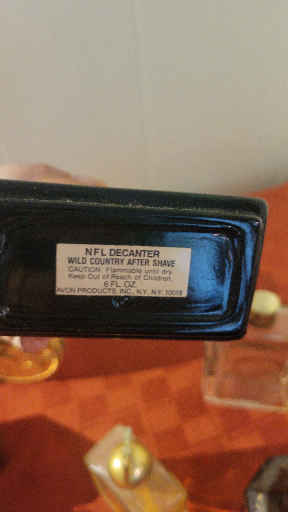 NFL DECANTER
WILD COUNTRY AFTER SHAVE
CAUTION: Flammable until dry.
Keep Out of Reach of Children.
6 FL. OZ.
AVON PRODUCTS, INC., N.Y., N.Y. 10019